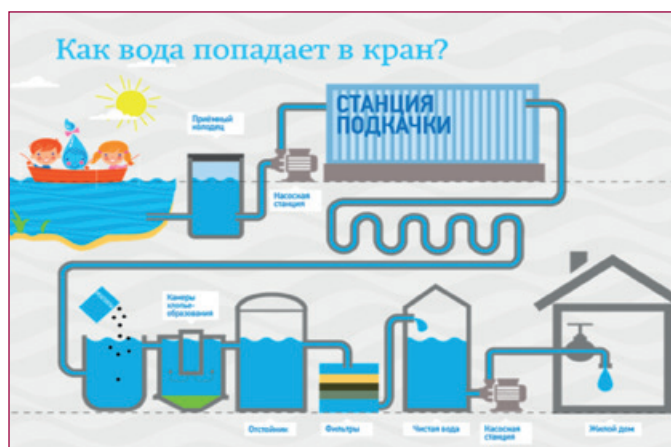 Как вода попадает в кран?
СТАНЦИЯ
ПОДКАЧКИ
Приёмный
колодец
Насосная
станция
Камеры
хлопье-
образования
Отстойник
Фильтры
Чистая вода
Насосная
станция
Жилой дом